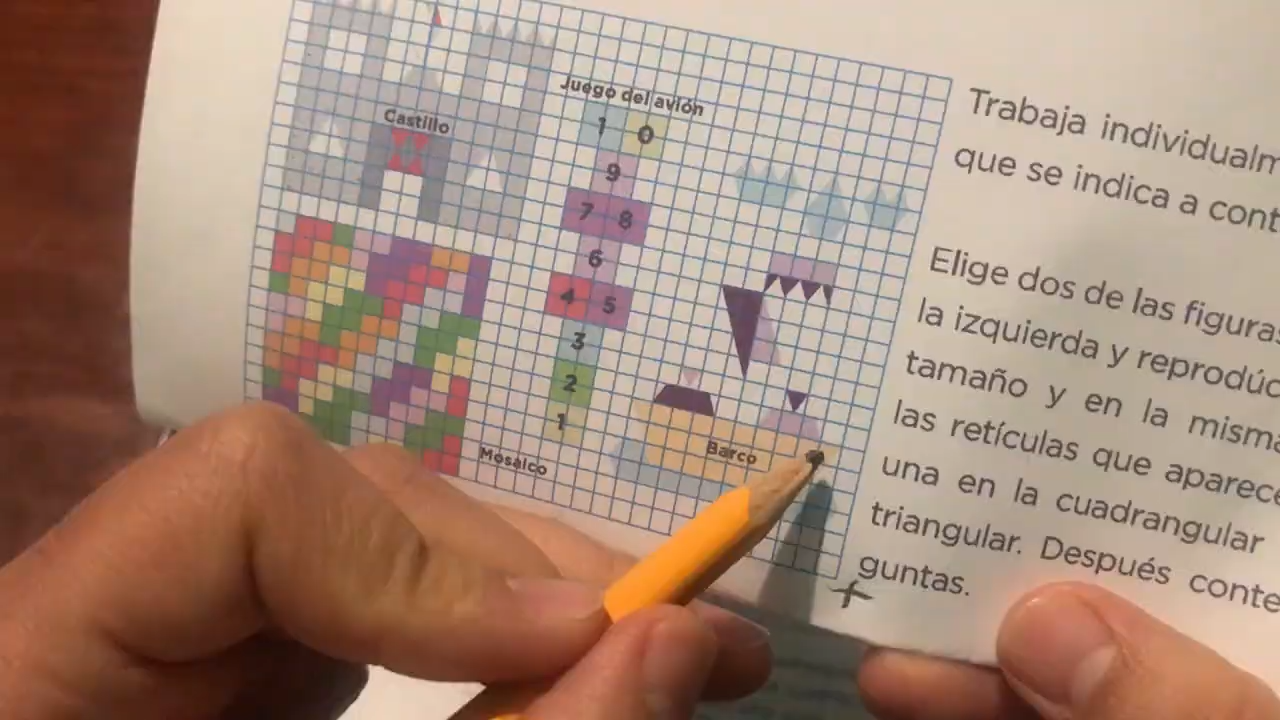 Juego del avión
Castillo
1 0
9
7 8
6
4 5
3
2
1
Barco
Mosaico
Trabaja individualm
que se indica a cont
Elige dos de las figuras
la izquierda y reprodúc
tamaño y en la misma
las retículas que aparece
una en la cuadrangular
triangular. Después conte
guntas.